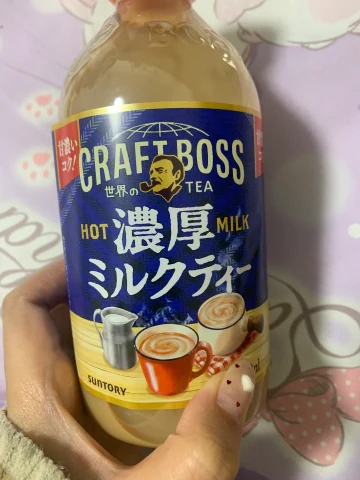 甘濃い
コク!
CRAFT BOSS
世界の TEA
HOT 濃厚 MILK
ミルクティー
SUNTORY